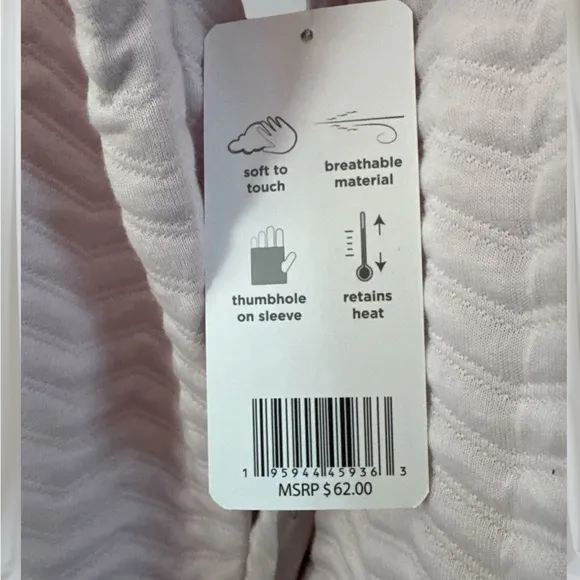 soft to
touch
breathable
material
thumbhole
on sleeve
retains
heat
1 95944 45936 3
MSRP $62.00